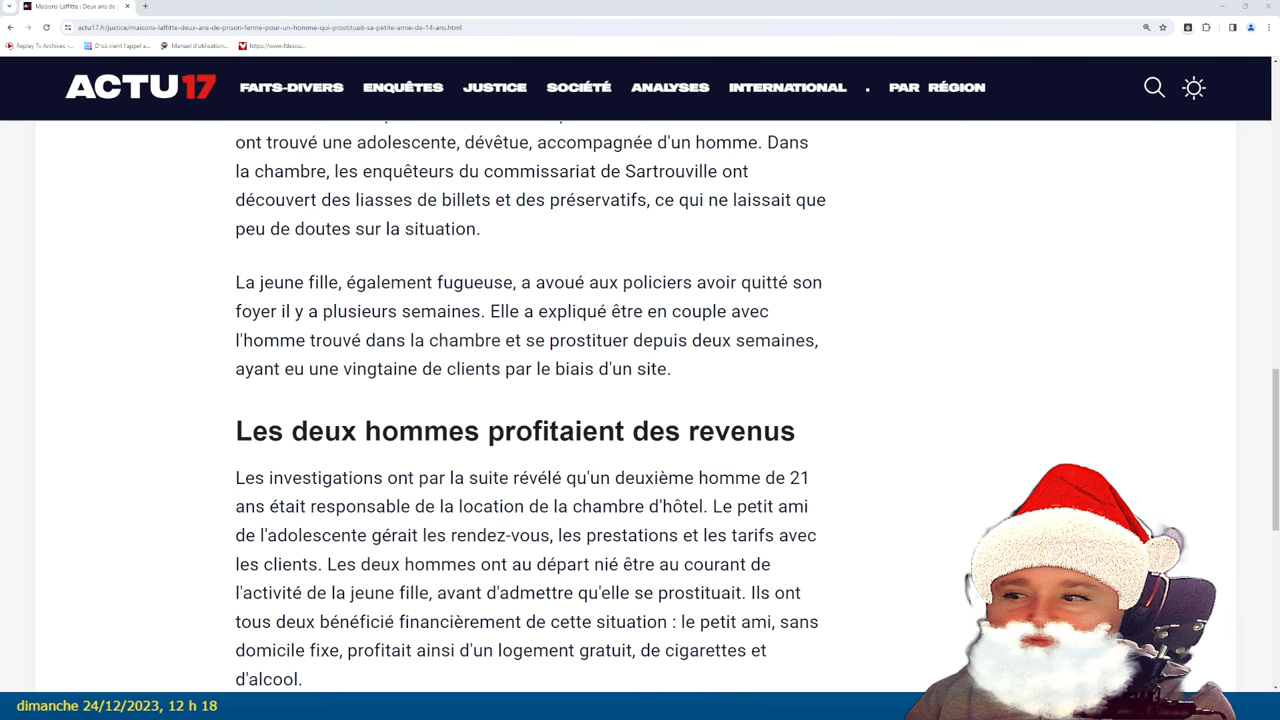 Maisons-Laffitte : Deux ans de
actu17.fr/justice/maisons-laffitte-deux-ans-de-prison-ferme-pour-un-homme-qui-prostituait-sa-petite-amie-de-14-ans.html
Replay Tv Archives -... D'où vient l'appel a... Manuel d'utilisation... https://www.fdesou...
ACTU17 FAITS-DIVERS ENQUÊTES JUSTICE SOCIÉTÉ ANALYSES INTERNATIONAL . PAR RÉGION
ont trouvé une adolescente, dévêtue, accompagnée d'un homme. Dans
la chambre, les enquêteurs du commissariat de Sartrouville ont
découvert des liasses de billets et des préservatifs, ce qui ne laissait que
peu de doutes sur la situation.
La jeune fille, également fugueuse, a avoué aux policiers avoir quitté son
foyer il y a plusieurs semaines. Elle a expliqué être en couple avec
l'homme trouvé dans la chambre et se prostituer depuis deux semaines,
ayant eu une vingtaine de clients par le biais d'un site.
Les deux hommes profitaient des revenus
Les investigations ont par la suite révélé qu'un deuxième homme de 21
ans était responsable de la location de la chambre d'hôtel. Le petit ami
de l'adolescente gérait les rendez-vous, les prestations et les tarifs avec
les clients. Les deux hommes ont au départ nié être au courant de
l'activité de la jeune fille, avant d'admettre qu'elle se prostituait. Ils ont
tous deux bénéficié financièrement de cette situation : le petit ami, sans
domicile fixe, profitait ainsi d'un logement gratuit, de cigarettes et
d'alcool.
dimanche 24/12/2023, 12 h 18